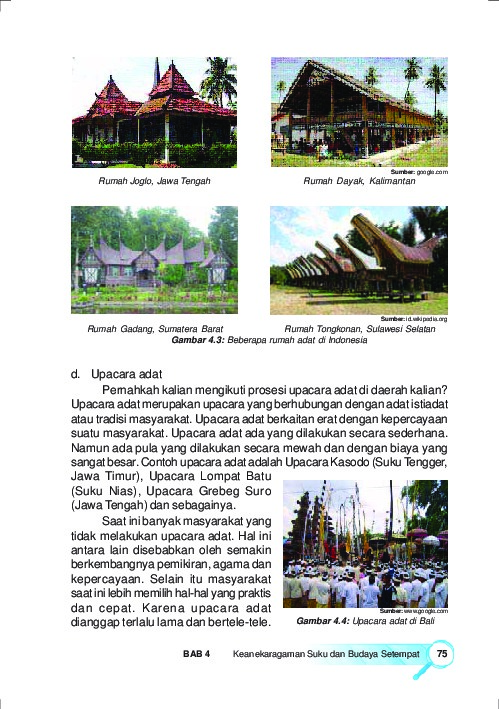 Sumber: google.com
Rumah Joglo, Jawa Tengah
Rumah Dayak, Kalimantan
Sumber: id.wikipedia.org
Rumah Gadang, Sumatera Barat
Rumah Tongkonan, Sulawesi Selatan
Gambar 4.3: Beberapa rumah adat di Indonesia
d. Upacara adat
Pernahkah kalian mengikuti prosesi upacara adat di daerah kalian?
Upacara adat merupakan upacara yang berhubungan dengan adat istiadat
atau tradisi masyarakat. Upacara adat berkaitan erat dengan kepercayaan
suatu masyarakat. Upacara adat ada yang dilakukan secara sederhana.
Namun ada pula yang dilakukan secara mewah dan dengan biaya yang
sangat besar. Contoh upacara adat adalah Upacara Kasodo (Suku Tengger,
Jawa Timur), Upacara Lompat Batu
(Suku Nias), Upacara Grebeg Suro
(Jawa Tengah) dan sebagainya.
Saat ini banyak masyarakat yang
tidak melakukan upacara adat. Hal ini
antara lain disebabkan oleh semakin
berkembangnya pemikiran, agama dan
kepercayaan. Selain itu masyarakat
saat ini lebih memilih hal-hal yang praktis
dan cepat. Karena upacara adat
dianggap terlalu lama dan bertele-tele.
Sumber: www.google.com
Gambar 4.4: Upacara adat di Bali
BAB 4 Keanekaragaman Suku dan Budaya Setempat 75